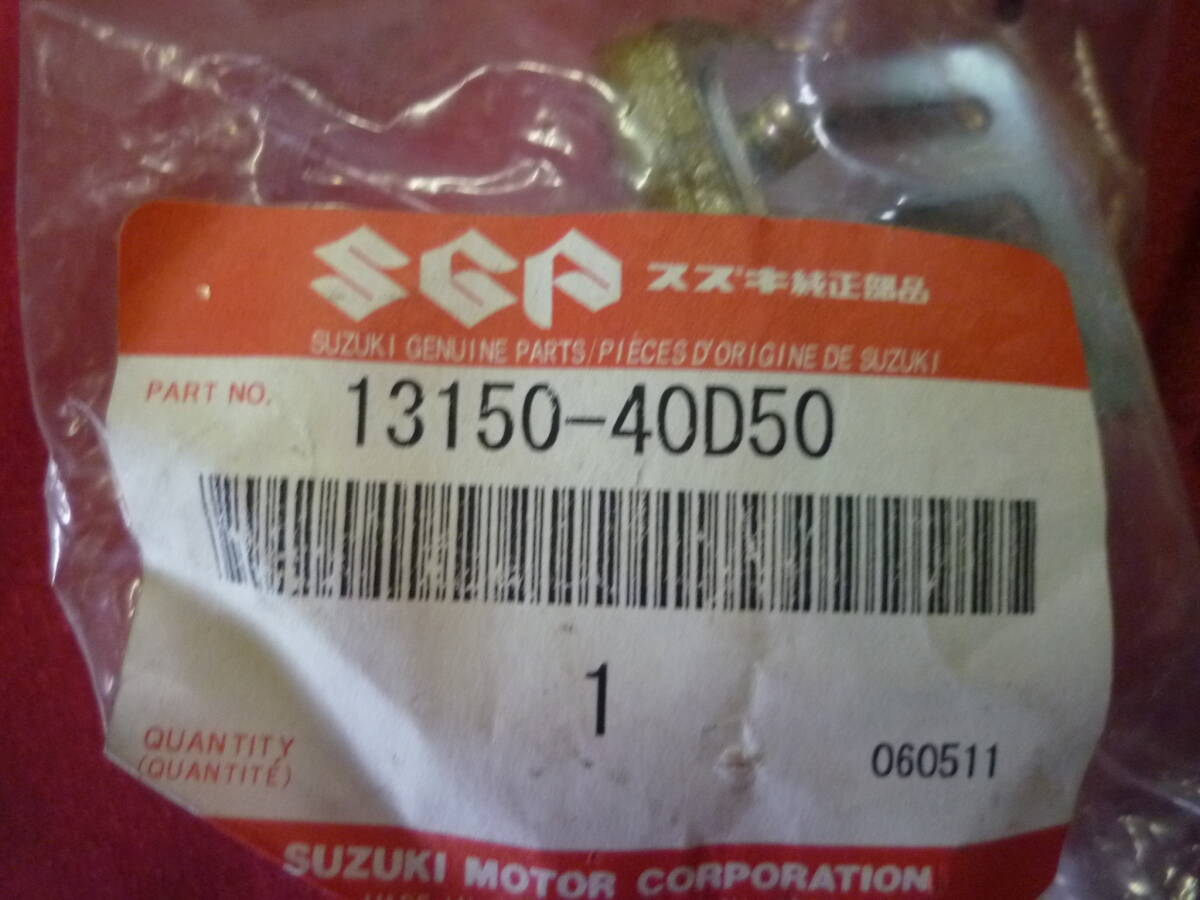 SGP スズキ純正部品
SUZUKI GENUINE PARTS/PIÈCES D'ORIGINE DE SUZUKI
PART NO. 13150-40D50
1
QUANTITY
(QUANTITÉ)
060511
SUZUKI MOTOR CORPORATION